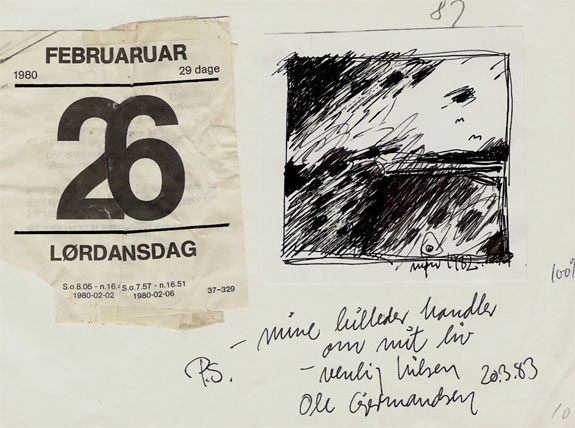 87
FEBRUARUAR
1980 29 dage
26
LØRDANSDAG
S.o.8.05 - n.16. S.o.7.57 - n.16.51
1980-02-02 1980-02-06 37-329
1982
100%
- mine billeder handler
om mit liv
P.S. - venlig hilsen 20.3.83
Ole Gjermandsen
10